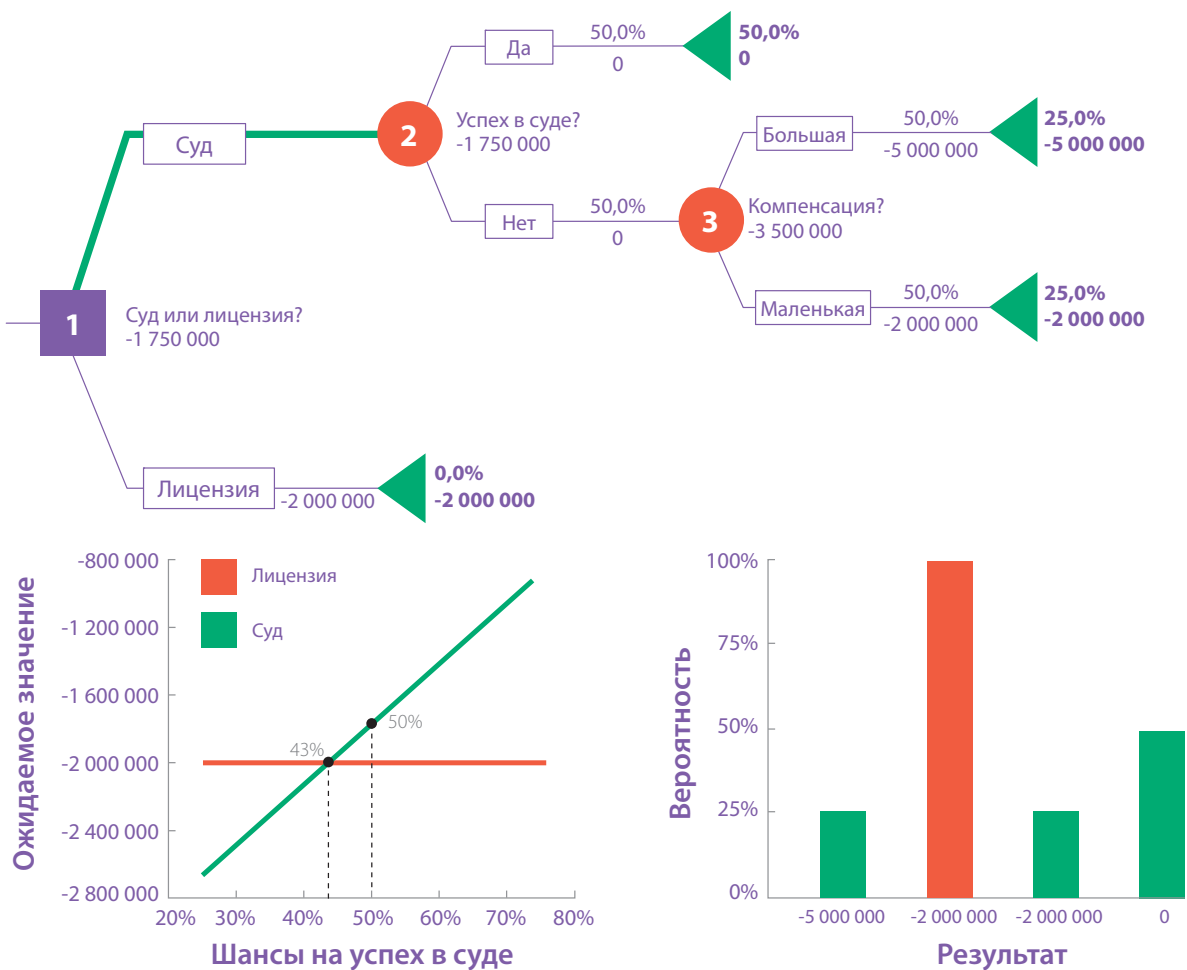 Да
50,0%
0
50,0%
0
Суд
2
Успех в суде?
-1 750 000
Большая
50,0%
-5 000 000
25,0%
-5 000 000
Нет
50,0%
0
3
Компенсация?
-3 500 000
Маленькая
50,0%
-2 000 000
25,0%
-2 000 000
1
Суд или лицензия?
-1 750 000
Лицензия
-2 000 000
0,0%
-2 000 000
Ожидаемое значение
-800 000
-1 200 000
-1 600 000
-2 000 000
-2 400 000
-2 800 000
Лицензия
Суд
43%
50%
20% 30% 40% 50% 60% 70% 80%
Шансы на успех в суде
Вероятность
100%
75%
50%
25%
0%
-5 000 000 -2 000 000 -2 000 000 0
Результат